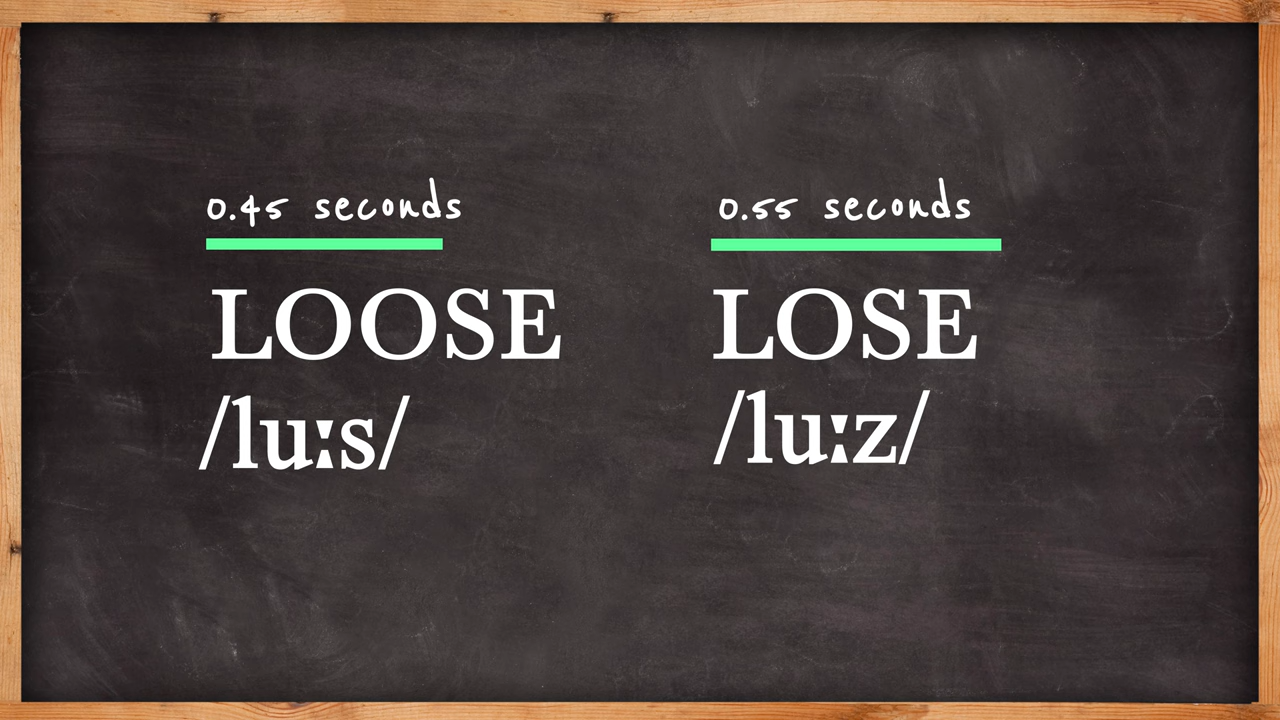 0.45 seconds
LOOSE
/luːs/
0.55 seconds
LOSE
/luːz/